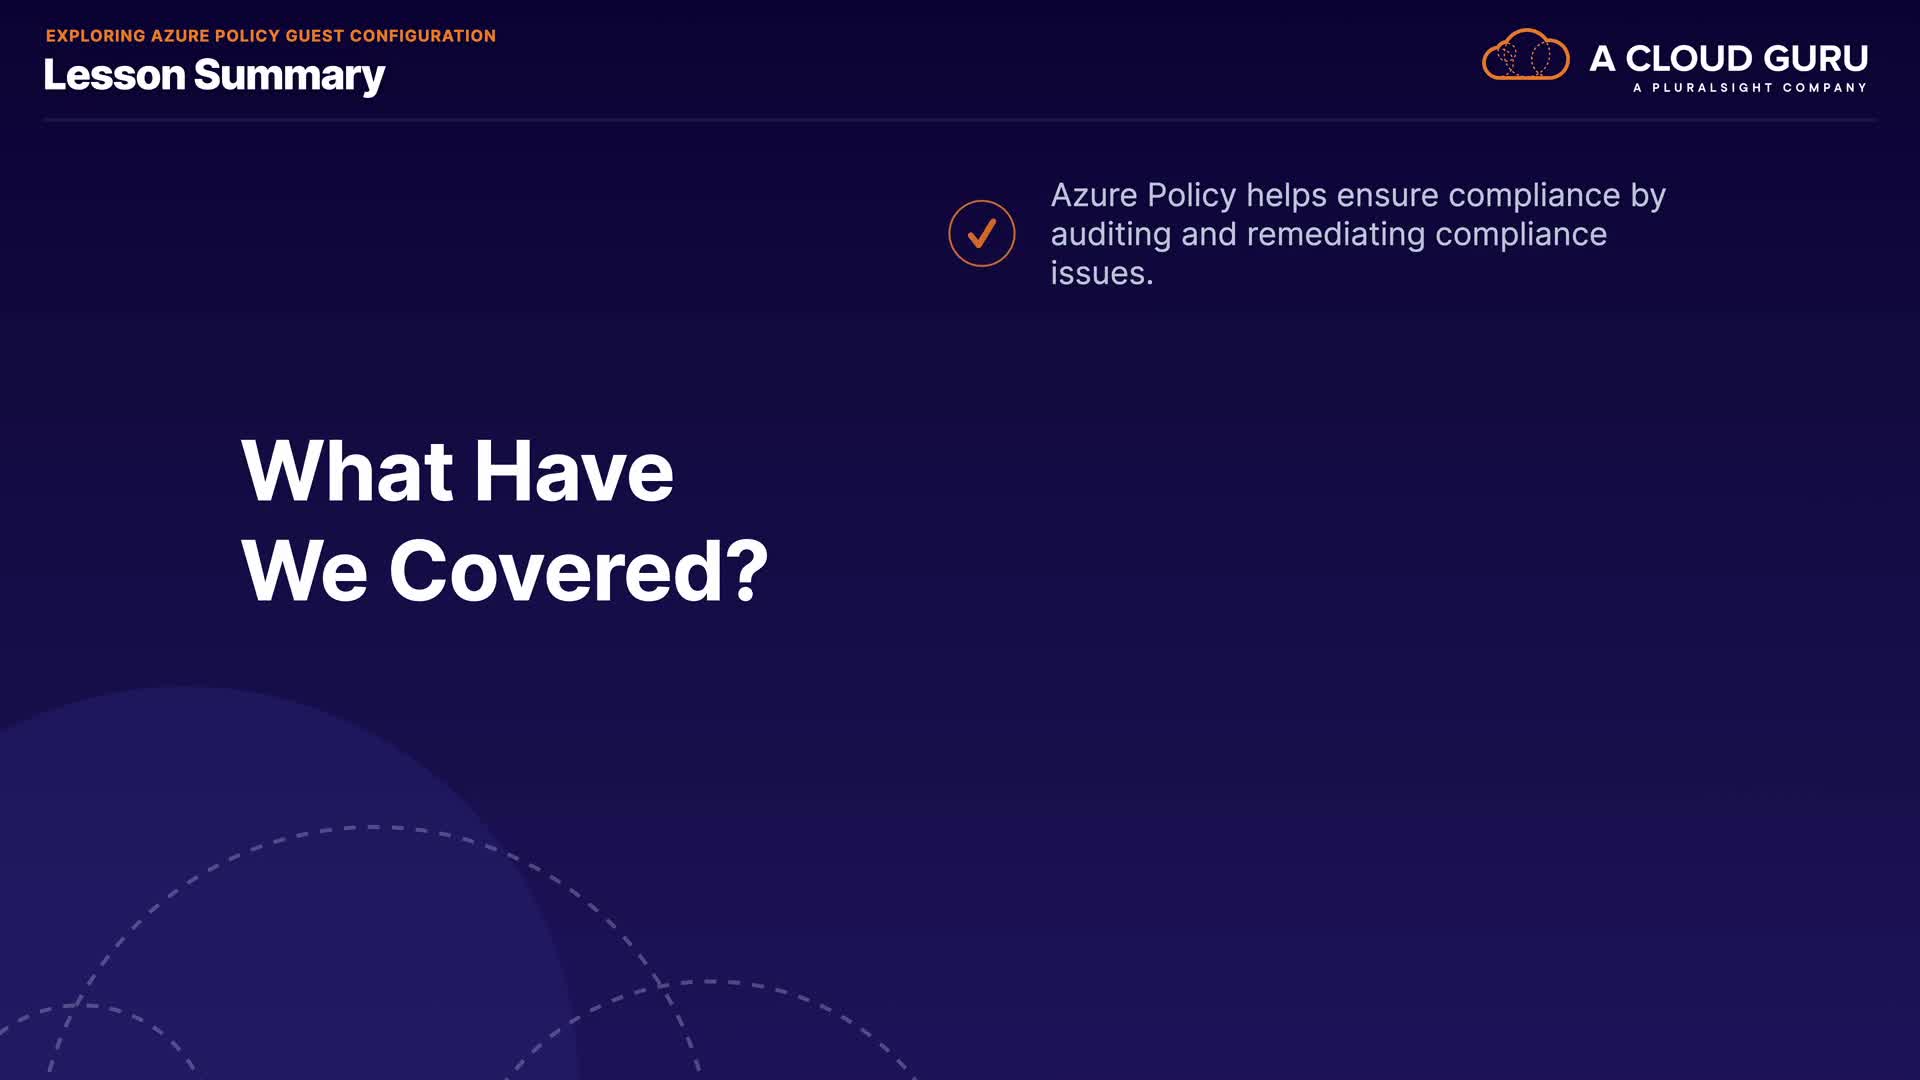 EXPLORING AZURE POLICY GUEST CONFIGURATION
Lesson Summary
A CLOUD GURU
A PLURALSIGHT COMPANY
Azure Policy helps ensure compliance by
auditing and remediating compliance
issues.
What Have
We Covered?